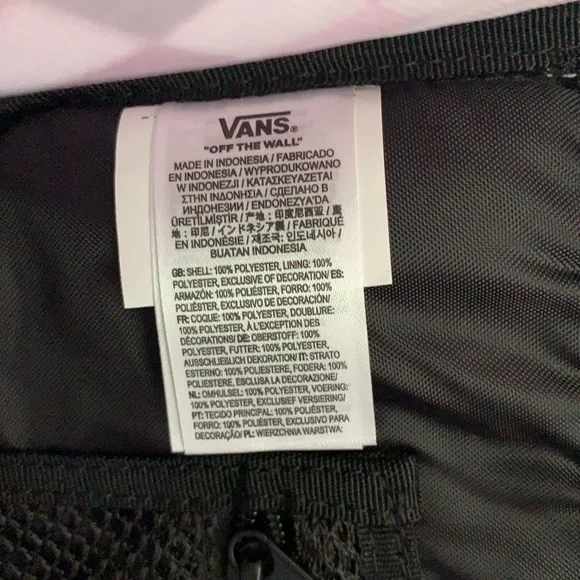 VANS®
"OFF THE WALL"
MADE IN INDONESIA / FABRICADO
EN INDONESIA / WYPRODUKOWANO
W INDONEZJI / ΚΑΤΑΣΚΕΥΑΖΕΤΑΙ
ΣΤΗΝ ΙΝΔΟΝΗΣΙΑ / СДЕЛАНО В
ИНДОНЕЗИИ / ENDONEZYA'DA
ÜRETİLMİŞTİR / 产地：印度尼西亚 / 產
地：印尼 / インドネシア製 / FABRIQUÉ
EN INDONÉSIE / 제조국: 인도네시아 /
BUATAN INDONESIA
GB: SHELL: 100% POLYESTER, LINING: 100%
POLYESTER, EXCLUSIVE OF DECORATION/ ES:
ARMAZÓN: 100% POLIÉSTER, FORRO: 100%
POLIÉSTER, EXCLUSIVO DE DECORACIÓN/
FR: COQUE: 100% POLYESTER, DOUBLURE:
100% POLYESTER, À L'EXCEPTION DES
DÉCORATIONS/ DE: OBERSTOFF: 100%
POLYESTER, FUTTER: 100% POLYESTER,
AUSSCHLIEßLICH DEKORATION/ IT: STRATO
ESTERNO: 100% POLIESTERE, FODERA: 100%
POLIESTERE, ESCLUSA LA DECORAZIONE/
NL: OMHULSEL: 100% POLYESTER, VOERING:
100% POLYESTER, EXCLUSIEF VERSIERING/
PT: TECIDO PRINCIPAL: 100% POLIÉSTER,
FORRO: 100% POLIÉSTER, EXCLUSIVO PARA
DECORAÇÃO/ PL: WIERZCHNIA WARSTWA: